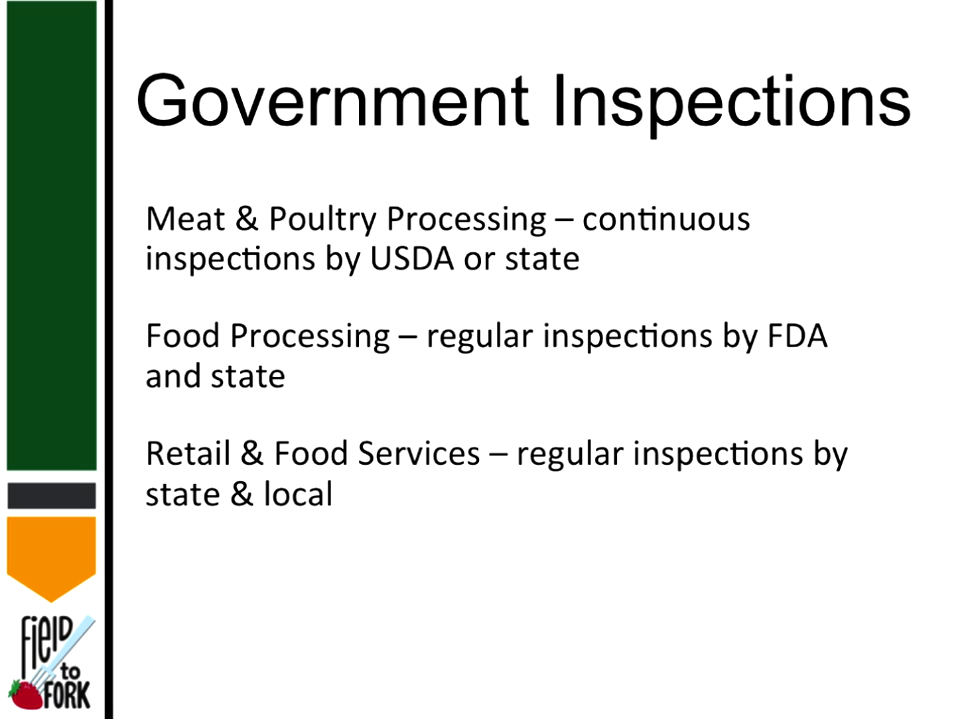 Government Inspections
Meat & Poultry Processing – continuous
inspections by USDA or state
Food Processing – regular inspections by FDA
and state
Retail & Food Services – regular inspections by
state & local
FiELD
to
FORK